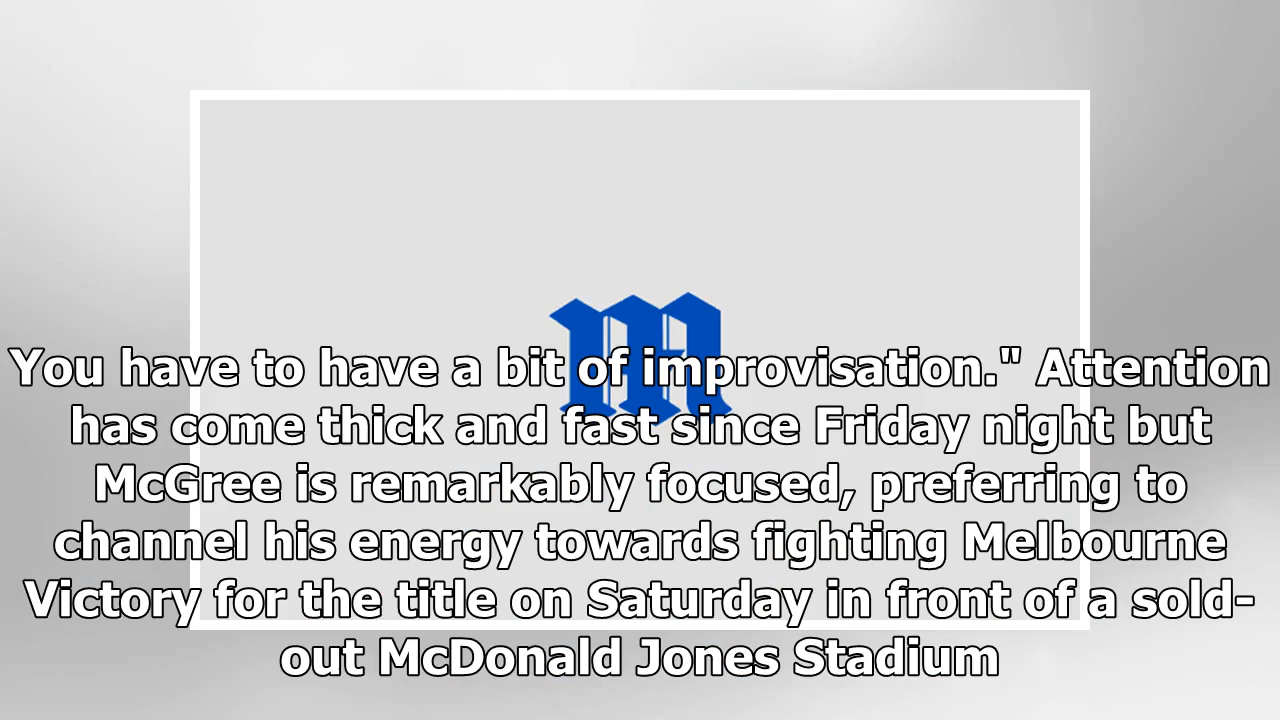 You have to have a bit of improvisation." Attention
has come thick and fast since Friday night but
McGree is remarkably focused, preferring to
channel his energy towards fighting Melbourne
Victory for the title on Saturday in front of a sold-
out McDonald Jones Stadium